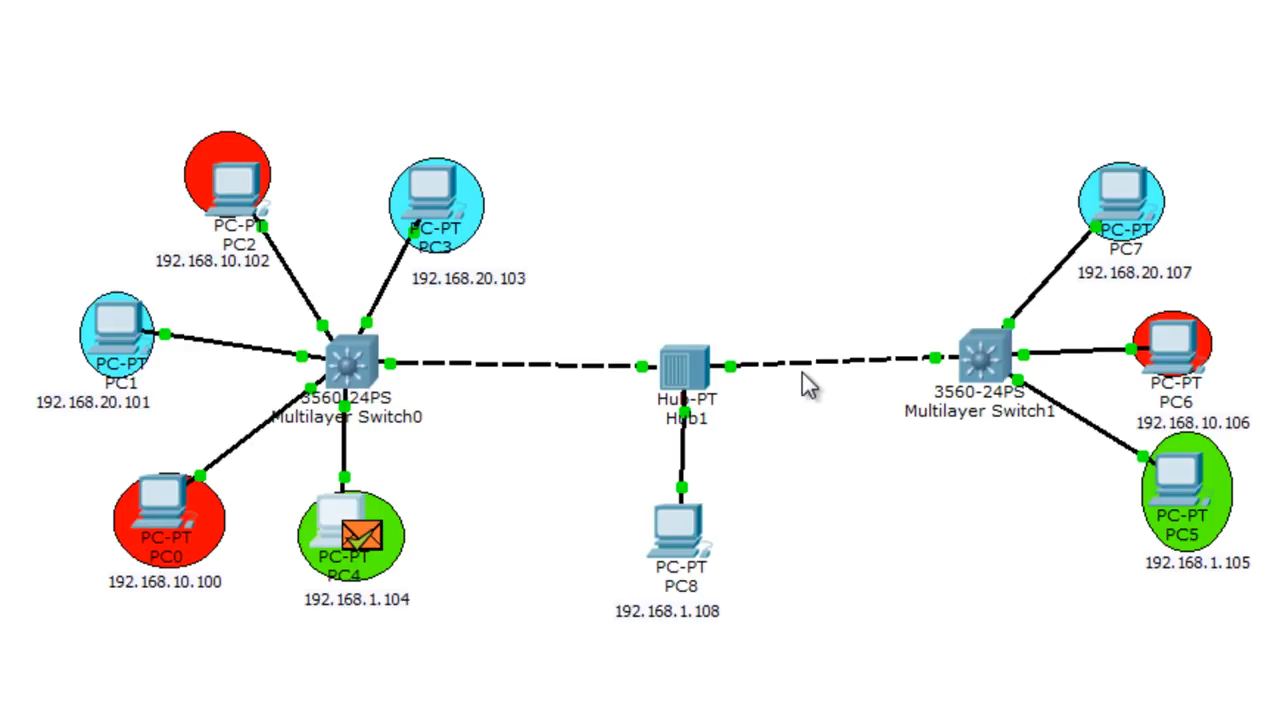 PC-PT
PC2
192.168.10.102
PC-PT
PC3
192.168.20.103
PC-PT
PC7
192.168.20.107
PC-PT
PC1
192.168.20.101
3560-24PS
Multilayer Switch0
Hub-PT
Hub1
3560-24PS
Multilayer Switch1
PC-PT
PC6
192.168.10.106
PC-PT
PC0
192.168.10.100
PC-PT
PC4
192.168.1.104
PC-PT
PC8
192.168.1.108
PC-PT
PC5
192.168.1.105